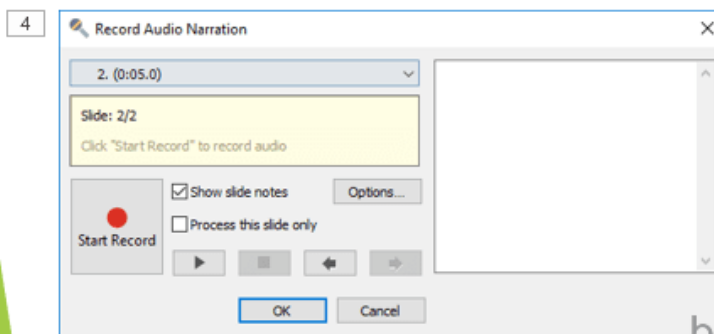 4
Record Audio Narration
2. (0:05.0)
Slide: 2/2
Click "Start Record" to record audio
Show slide notes
Options...
Process this slide only
Start Record
OK
Cancel